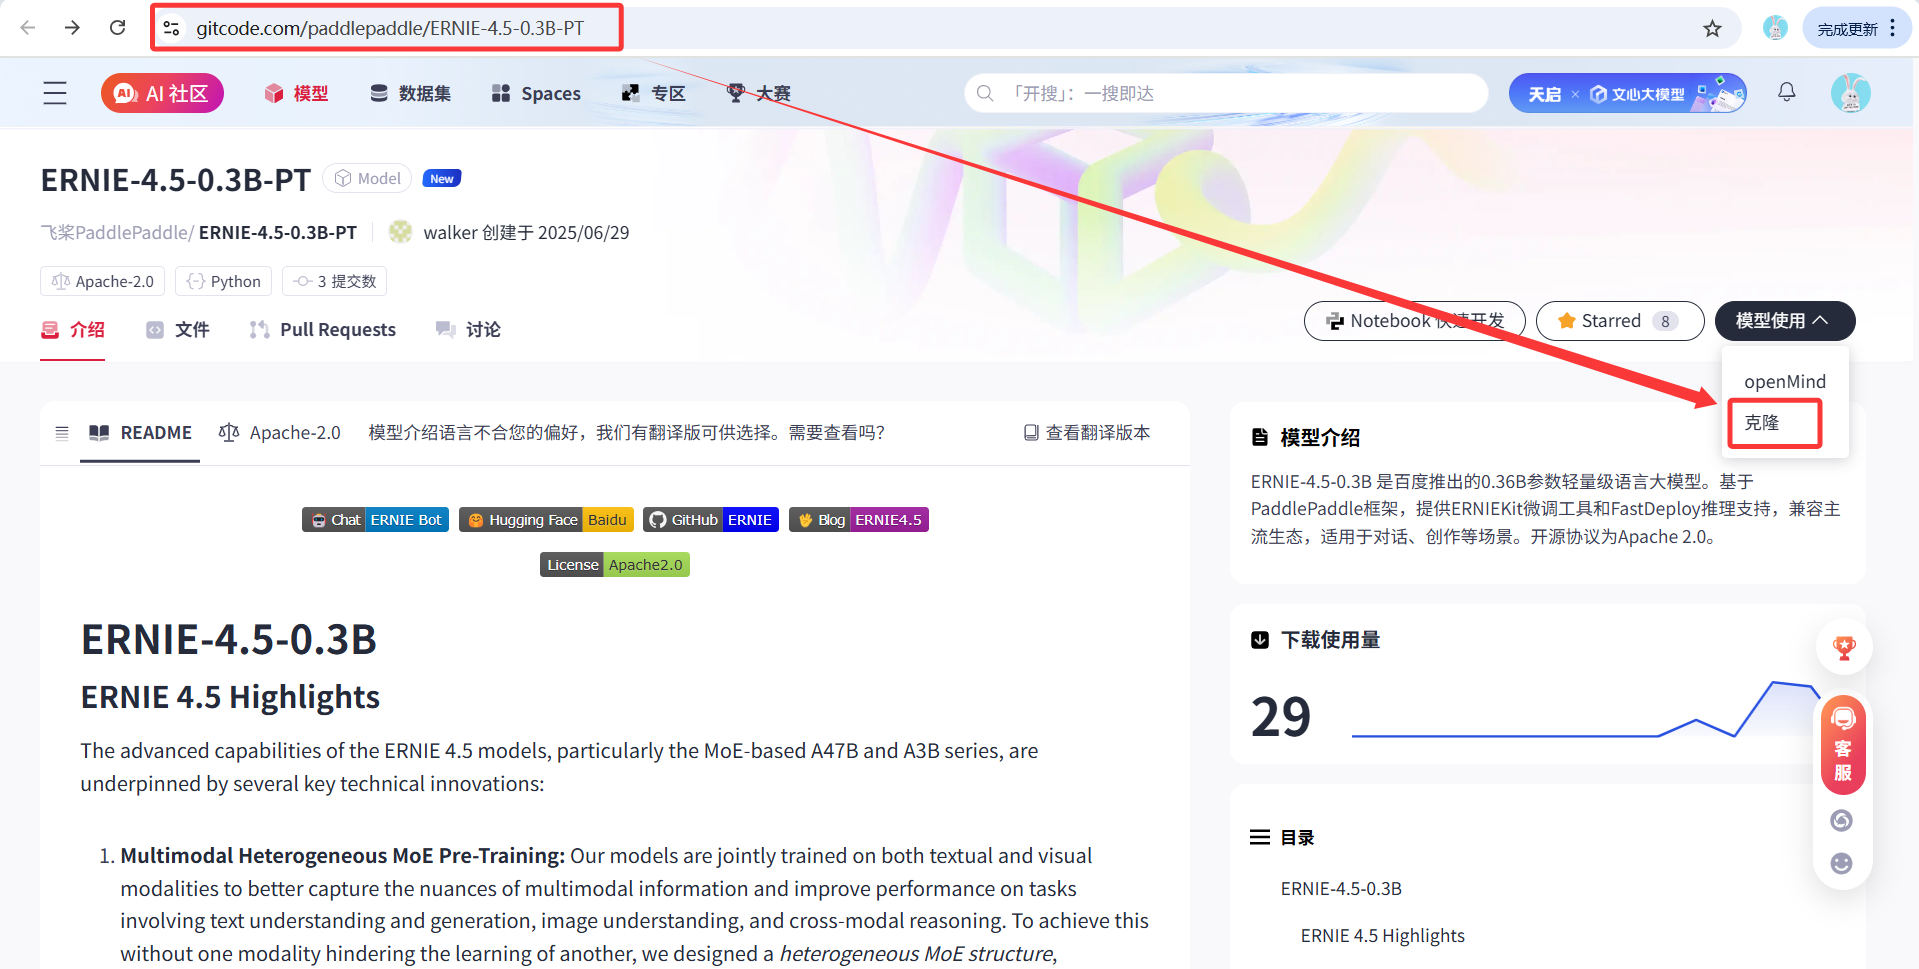 gitcode.com/paddlepaddle/ERNIE-4.5-0.3B-PT
完成更新
AI 社区
模型
数据集
Spaces
专区
大赛
「开搜」：一搜即达
天启 × 文心大模型
ERNIE-4.5-0.3B-PT
Model
New
飞桨PaddlePaddle/ ERNIE-4.5-0.3B-PT
walker 创建于 2025/06/29
Apache-2.0
Python
3 提交数
介绍
文件
Pull Requests
讨论
Notebook 快速开发
Starred 8
模型使用
openMind
克隆
README
Apache-2.0
模型介绍语言不合您的偏好，我们有翻译版可供选择。需要查看吗？
查看翻译版本
Chat ERNIE Bot
Hugging Face Baidu
GitHub ERNIE
Blog ERNIE4.5
License Apache2.0
ERNIE-4.5-0.3B
ERNIE 4.5 Highlights
The advanced capabilities of the ERNIE 4.5 models, particularly the MoE-based A47B and A3B series, are
underpinned by several key technical innovations:
1. Multimodal Heterogeneous MoE Pre-Training: Our models are jointly trained on both textual and visual
modalities to better capture the nuances of multimodal information and improve performance on tasks
involving text understanding and generation, image understanding, and cross-modal reasoning. To achieve this
without one modality hindering the learning of another, we designed a heterogeneous MoE structure,
模型介绍
ERNIE-4.5-0.3B 是百度推出的0.36B参数轻量级语言大模型。基于
PaddlePaddle框架，提供ERNIEKit微调工具和FastDeploy推理支持，兼容主
流生态，适用于对话、创作等场景。开源协议为Apache 2.0。
下载使用量
29
客
服
目录
ERNIE-4.5-0.3B
ERNIE 4.5 Highlights